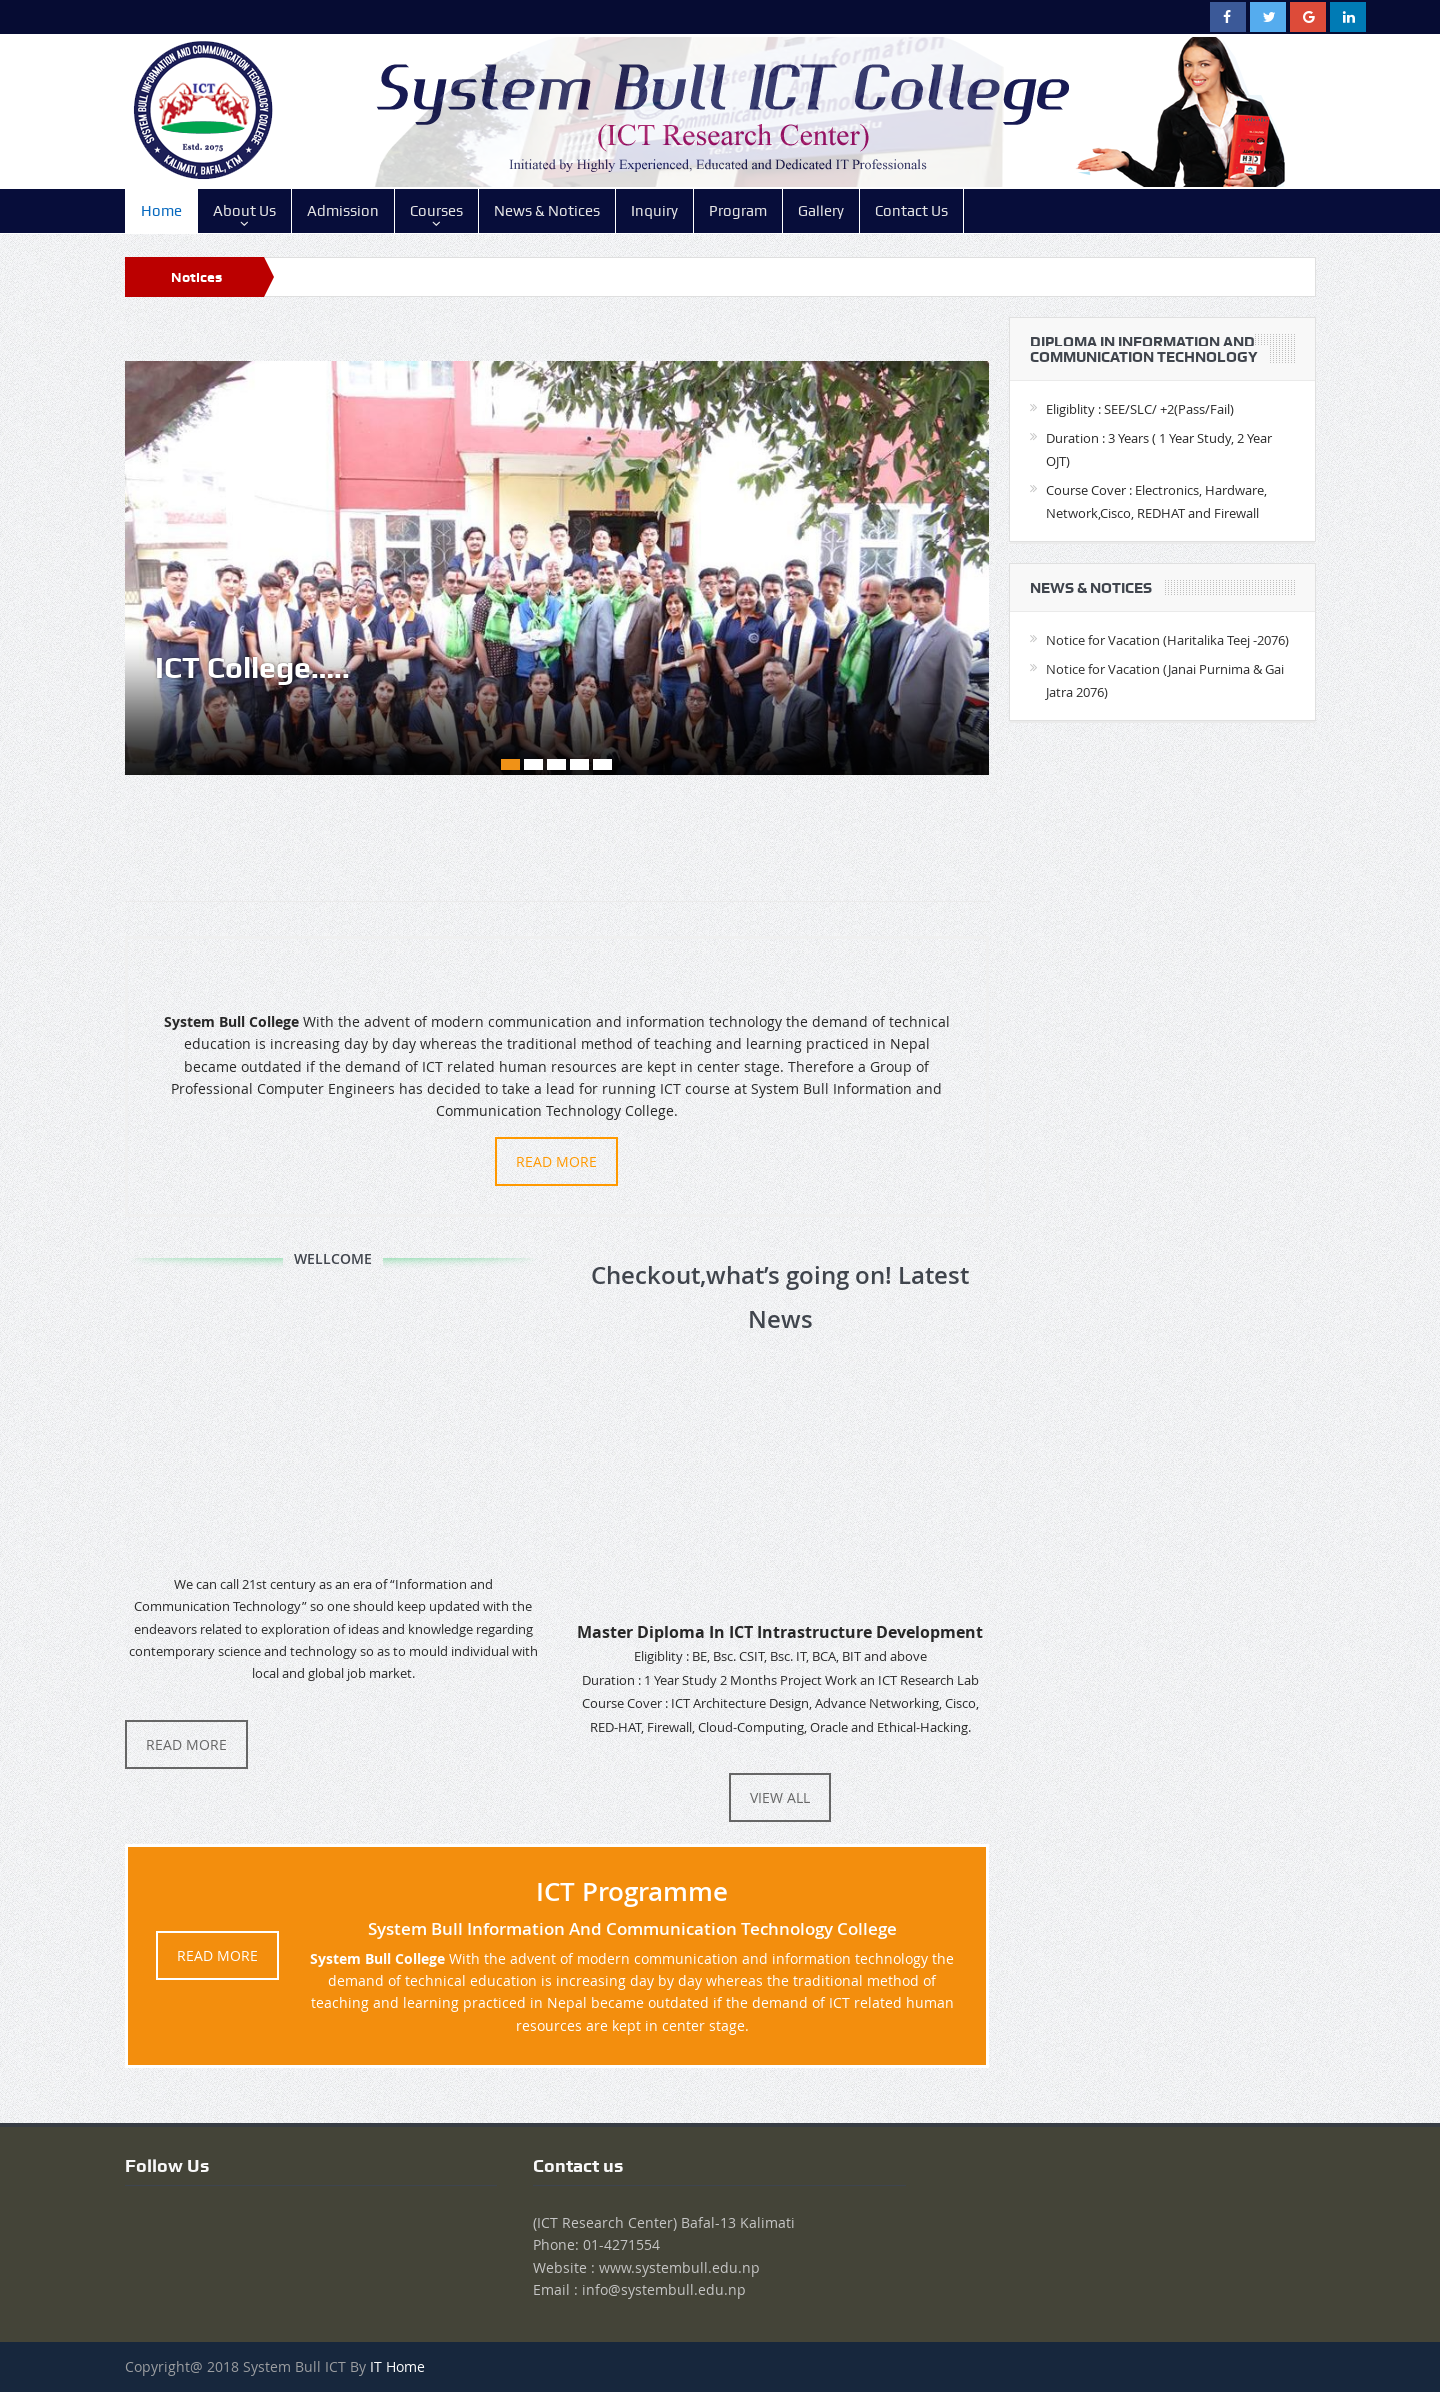 SYSTEM BULL INFORMATION AND COMMUNICATION TECHNOLOGY COLLEGE
ICT
Estd. 2075
KALIMATI, BAFAL, KTM
System Bull ICT College
(ICT Research Center)
Initiated by Highly Experienced, Educated and Dedicated IT Professionals
Home
About Us
Admission
Courses
News & Notices
Inquiry
Program
Gallery
Contact Us
Notices
ICT College.....
DIPLOMA IN INFORMATION AND
COMMUNICATION TECHNOLOGY
Eligiblity : SEE/SLC/ +2(Pass/Fail)
Duration : 3 Years ( 1 Year Study, 2 Year
OJT)
Course Cover : Electronics, Hardware,
Network,Cisco, REDHAT and Firewall
NEWS & NOTICES
Notice for Vacation (Haritalika Teej -2076)
Notice for Vacation (Janai Purnima & Gai
Jatra 2076)
System Bull College With the advent of modern communication and information technology the demand of technical
education is increasing day by day whereas the traditional method of teaching and learning practiced in Nepal
became outdated if the demand of ICT related human resources are kept in center stage. Therefore a Group of
Professional Computer Engineers has decided to take a lead for running ICT course at System Bull Information and
Communication Technology College.
READ MORE
WELLCOME
We can call 21st century as an era of “Information and
Communication Technology” so one should keep updated with the
endeavors related to exploration of ideas and knowledge regarding
contemporary science and technology so as to mould individual with
local and global job market.
READ MORE
Checkout,what’s going on! Latest
News
Master Diploma In ICT Intrastructure Development
Eligiblity : BE, Bsc. CSIT, Bsc. IT, BCA, BIT and above
Duration : 1 Year Study 2 Months Project Work an ICT Research Lab
Course Cover : ICT Architecture Design, Advance Networking, Cisco,
RED-HAT, Firewall, Cloud-Computing, Oracle and Ethical-Hacking.
VIEW ALL
READ MORE
ICT Programme
System Bull Information And Communication Technology College
System Bull College With the advent of modern communication and information technology the
demand of technical education is increasing day by day whereas the traditional method of
teaching and learning practiced in Nepal became outdated if the demand of ICT related human
resources are kept in center stage.
Follow Us
Contact us
(ICT Research Center) Bafal-13 Kalimati
Phone: 01-4271554
Website : www.systembull.edu.np
Email : info@systembull.edu.np
Copyright@ 2018 System Bull ICT By IT Home